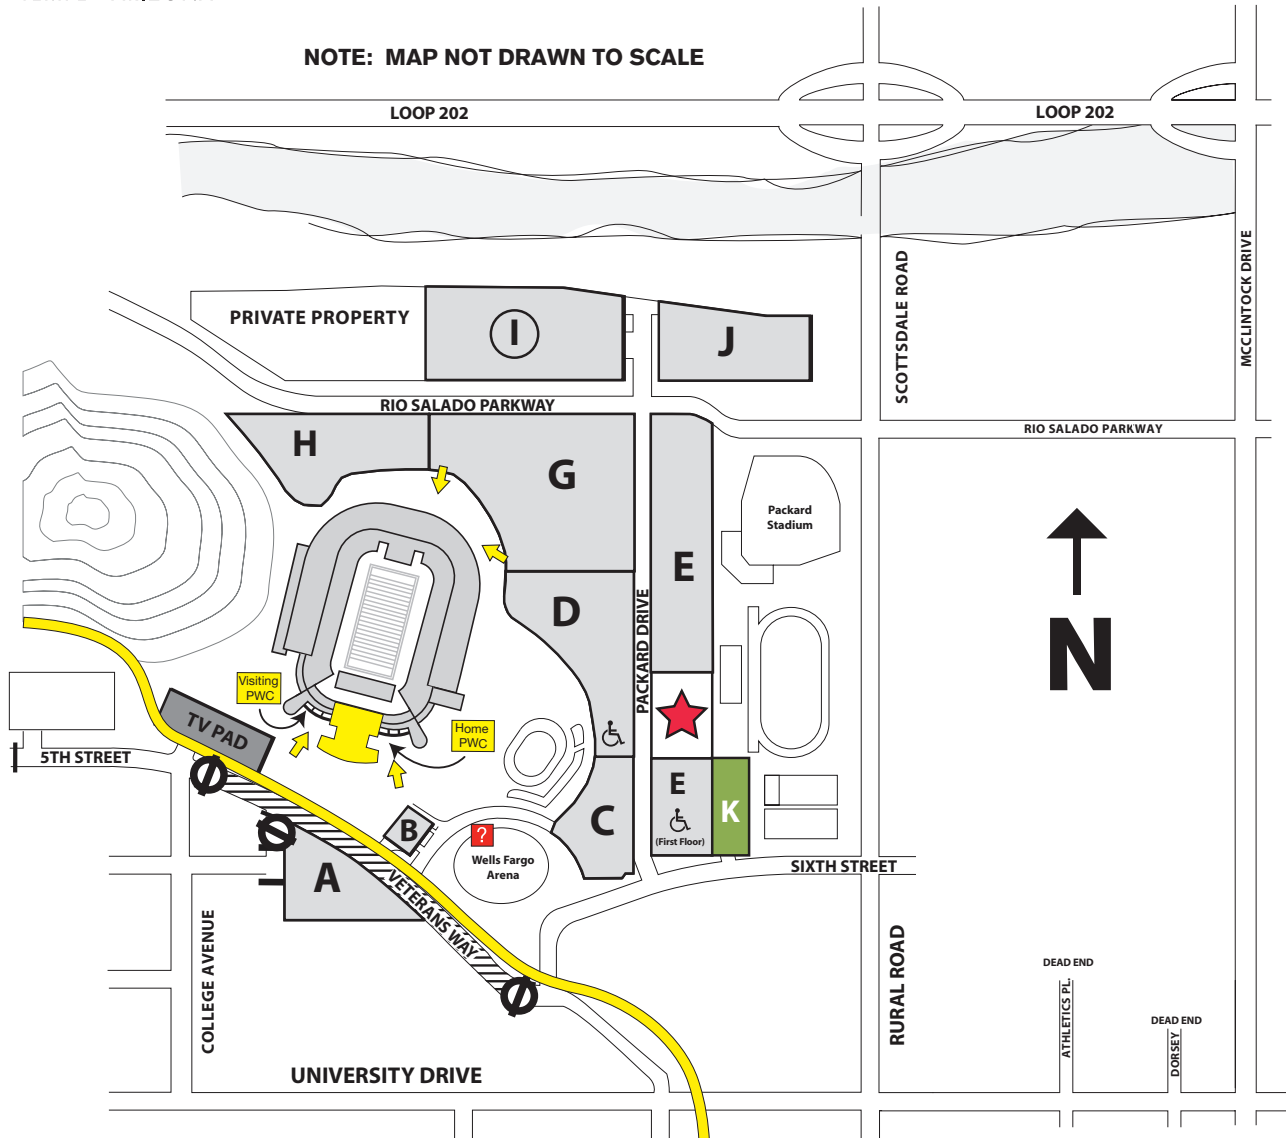 NOTE: MAP NOT DRAWN TO SCALE
LOOP 202
LOOP 202
SCOTTSDALE ROAD
MCCLINTOCK DRIVE
PRIVATE PROPERTY
I
J
RIO SALADO PARKWAY
RIO SALADO PARKWAY
H
G
Packard
Stadium
E
D
PACKARD DRIVE
N
Visiting
PWC
Home
PWC
TV PAD
5TH STREET
E
(First Floor)
K
C
B
?
Wells Fargo
Arena
SIXTH STREET
A
VETERANS WAY
COLLEGE AVENUE
RURAL ROAD
DEAD END
ATHLETICS PL.
DEAD END
DORSEY
UNIVERSITY DRIVE